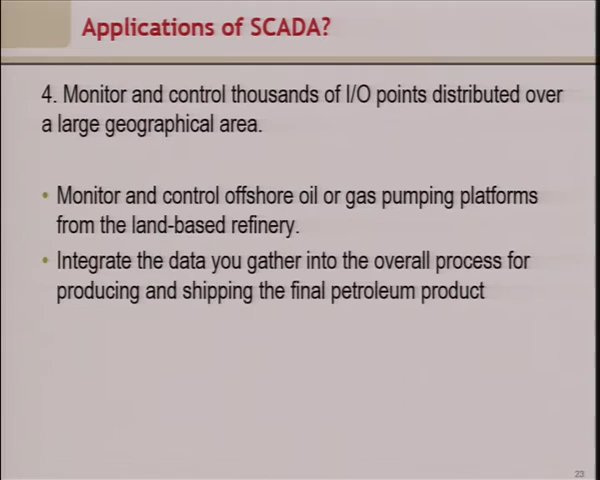 Applications of SCADA?
4. Monitor and control thousands of I/O points distributed over
a large geographical area.
• Monitor and control offshore oil or gas pumping platforms
from the land-based refinery.
• Integrate the data you gather into the overall process for
producing and shipping the final petroleum product
23